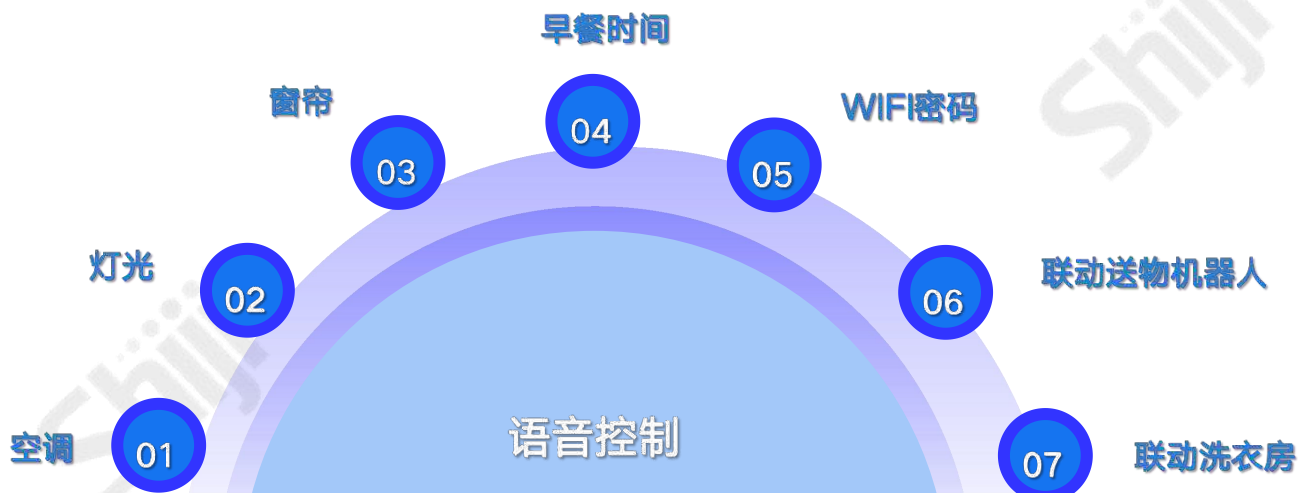 早餐时间
04
窗帘
03
WIFI密码
05
灯光
02
联动送物机器人
06
语音控制
空调
01
联动洗衣房
07
Shiji
Shiji